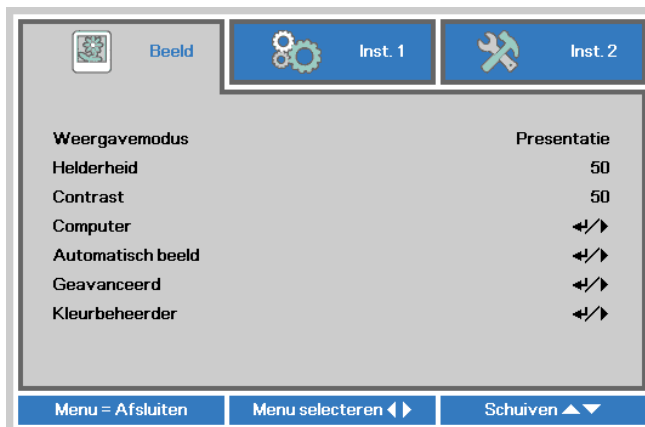 Beeld Inst. 1 Inst. 2
Weergavemodus Presentatie
Helderheid 50
Contrast 50
Computer ↵/▶
Automatisch beeld ↵/▶
Geavanceerd ↵/▶
Kleurbeheerder ↵/▶
Menu = Afsluiten Menu selecteren ◀▶ Schuiven ▲▼